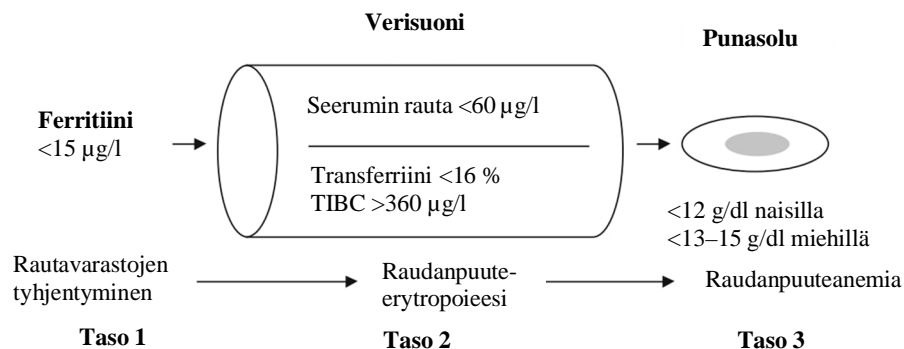 Verisuoni
Punasolu
Ferritiini
<15 µg/l
Seerumin rauta <60 µg/l
Transferriini <16 %
TIBC >360 µg/l
<12 g/dl naisilla
<13–15 g/dl miehillä
Rautavarastojen
tyhjentyminen
Raudanpuute-
erytropoieesi
Raudanpuuteanemia
Taso 1
Taso 2
Taso 3